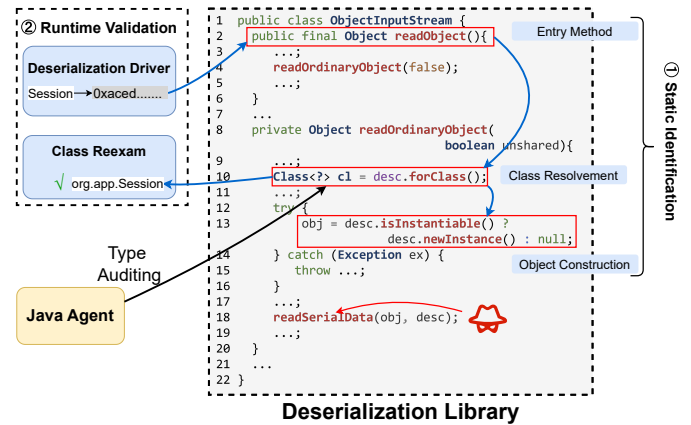 ② Runtime Validation
Deserialization Driver
Session 0xaced.......
Class Reexam
√ org.app.Session
Type
Auditing
Java Agent
1 public class ObjectInputStream {
2 public final Object readObject(){
3 ...;
4 readOrdinaryObject(false);
5 ...;
6 }
7 ...
8 private Object readOrdinaryObject(
boolean unshared){
9 ...;
10 Class<?> cl = desc.forClass();
11 ...;
12 try {
13 obj = desc.isInstantiable() ?
desc.newInstance() : null;
14 } catch (Exception ex) {
15 throw ...;
16 }
17 ...;
18 readSerialData(obj, desc);
19 ...;
20 }
21 ...
22 }
Entry Method
Class Resolvement
Object Construction
① Static Identification
Deserialization Library